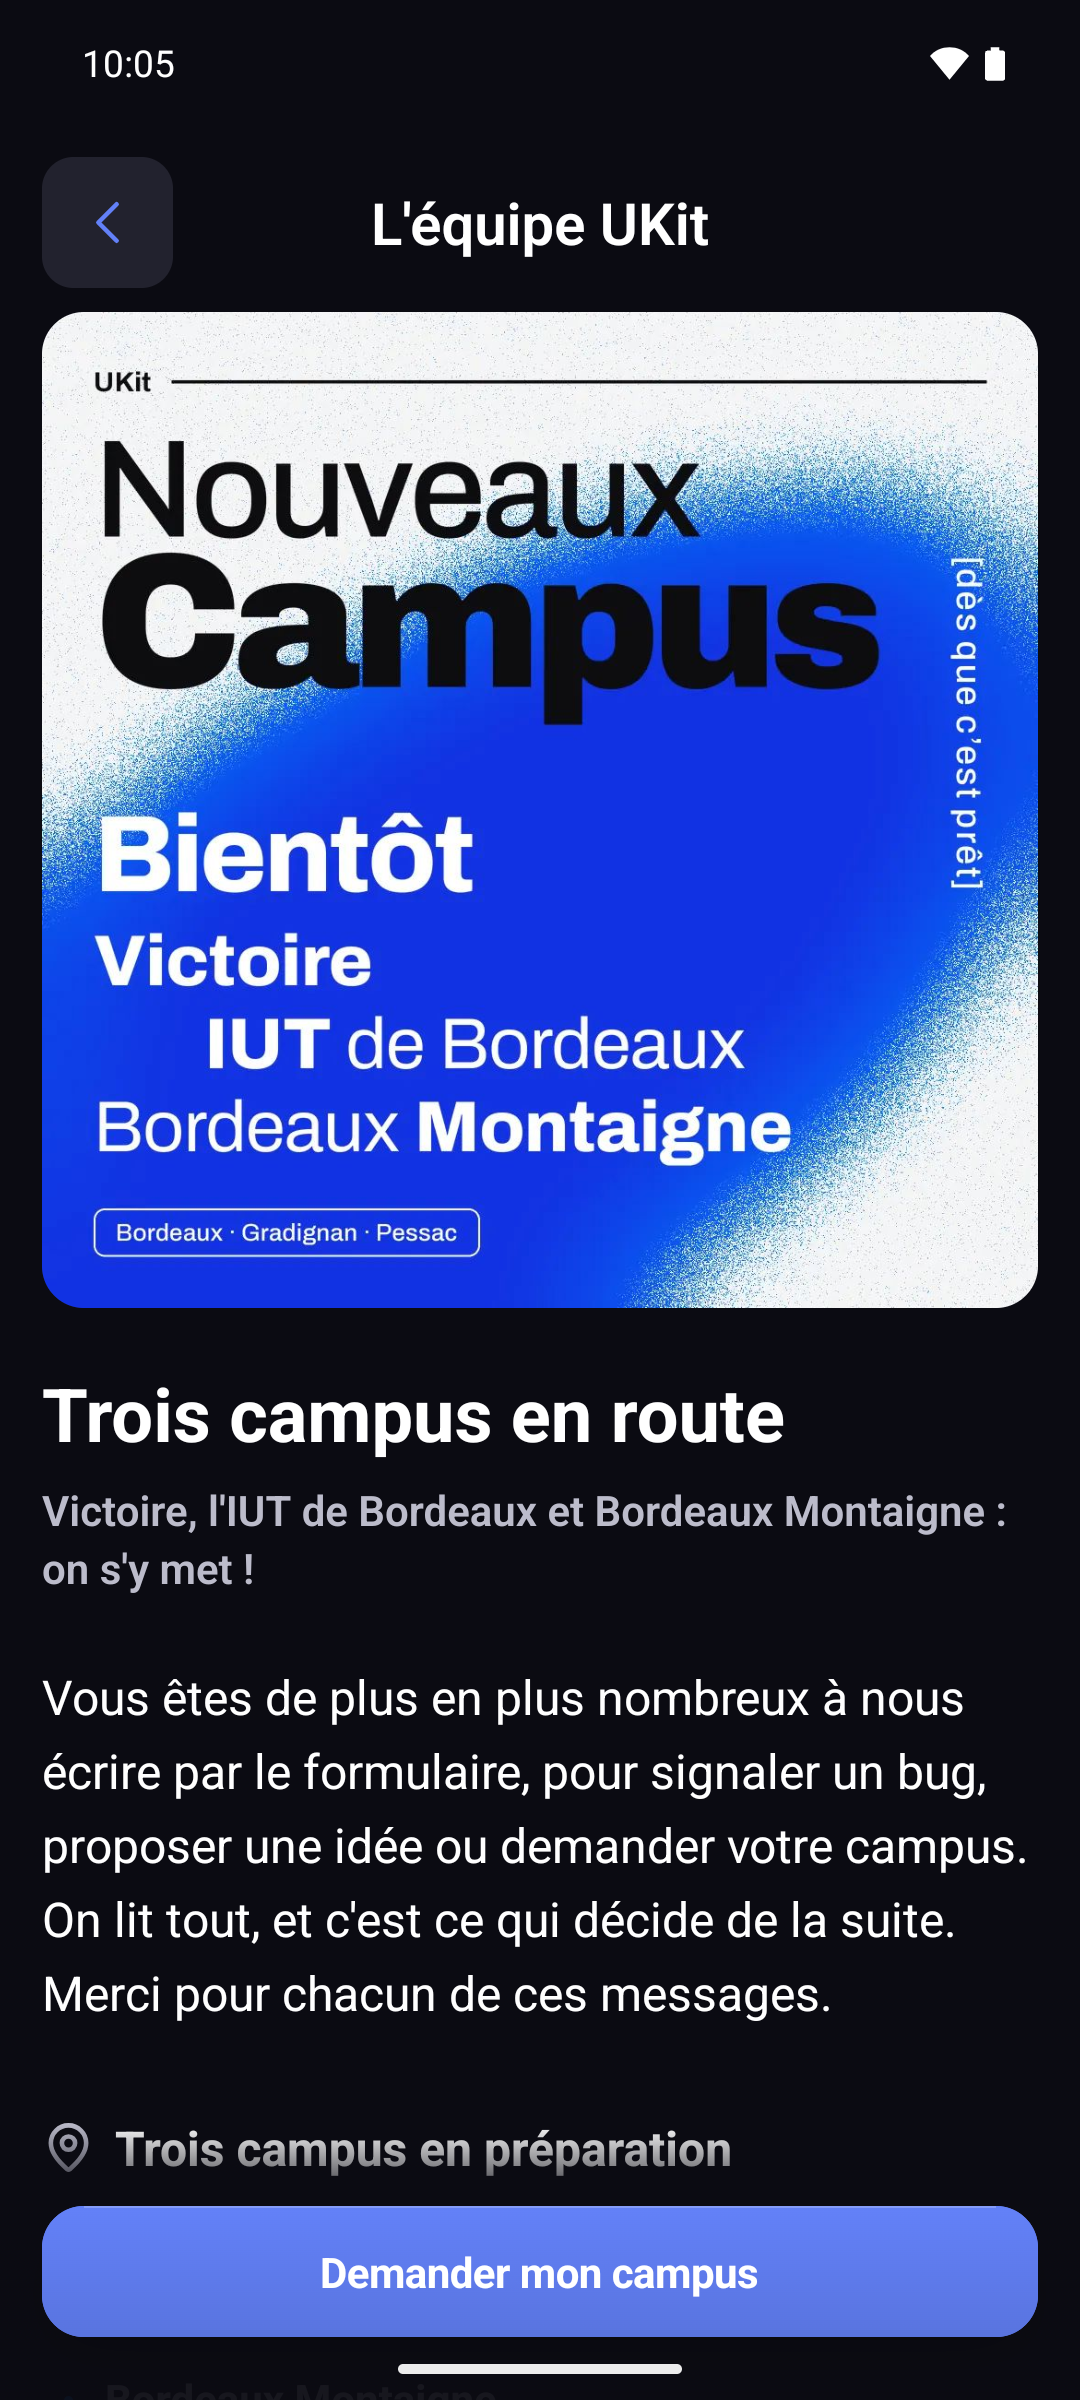 10:05
L'équipe UKit
UKit
Nouveaux
Campus
[dès que c’est prêt]
Bientôt
Victoire
IUT de Bordeaux
Bordeaux Montaigne
Bordeaux · Gradignan · Pessac
Trois campus en route
Victoire, l'IUT de Bordeaux et Bordeaux Montaigne :
on s'y met !
Vous êtes de plus en plus nombreux à nous
écrire par le formulaire, pour signaler un bug,
proposer une idée ou demander votre campus.
On lit tout, et c'est ce qui décide de la suite.
Merci pour chacun de ces messages.
Trois campus en préparation
Demander mon campus
Bordeaux Montaigne